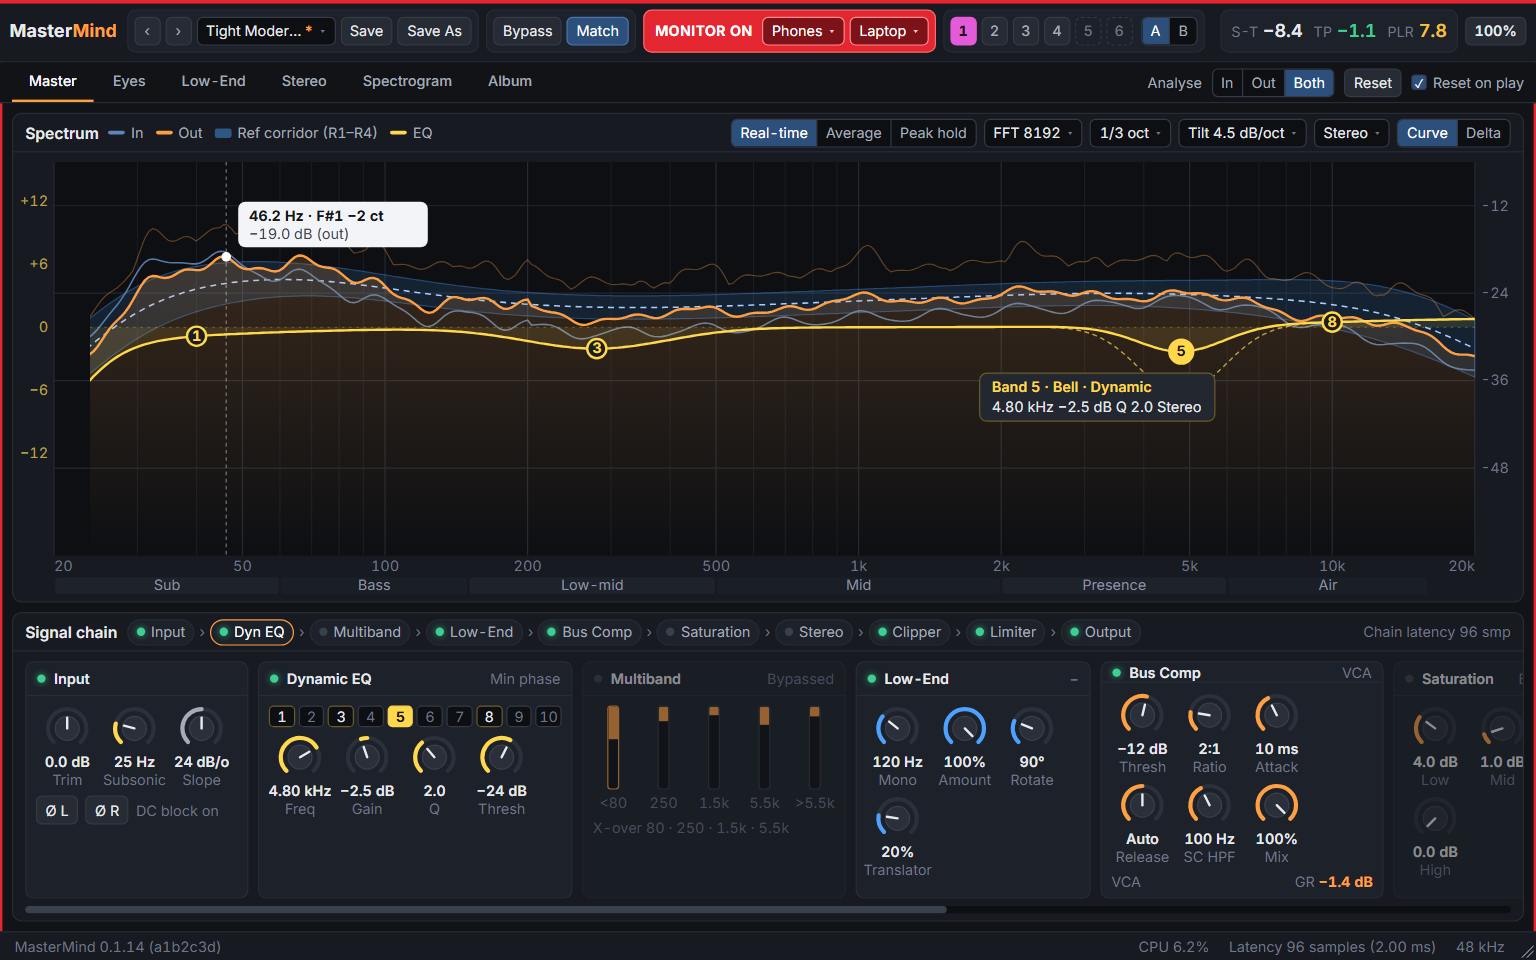 MasterMind ‹ › Tight Moder... * Save Save As Bypass Match MONITOR ON Phones Laptop 1 2 3 4 5 6 A B S-T −8.4 TP −1.1 PLR 7.8 100%
Master Eyes Low-End Stereo Spectrogram Album Analyse In Out Both Reset ✓ Reset on play
Spectrum In Out Ref corridor (R1–R4) EQ Real-time Average Peak hold FFT 8192 1/3 oct Tilt 4.5 dB/oct Stereo Curve Delta
+12 −12
46.2 Hz · F#1 −2 ct
−19.0 dB (out)
+6
−24
0 1 3 5 8
−6 −36
Band 5 · Bell · Dynamic
4.80 kHz −2.5 dB Q 2.0 Stereo
−12
−48
20 50 100 200 500 1k 2k 5k 10k 20k
Sub Bass Low-mid Mid Presence Air
Signal chain Input › Dyn EQ › Multiband › Low-End › Bus Comp › Saturation › Stereo › Clipper › Limiter › Output Chain latency 96 smp
Input
0.0 dB 25 Hz 24 dB/o
Trim Subsonic Slope
Ø L Ø R DC block on
Dynamic EQ Min phase
1 2 3 4 5 6 7 8 9 10
4.80 kHz −2.5 dB 2.0 −24 dB
Freq Gain Q Thresh
Multiband Bypassed
<80 250 1.5k 5.5k >5.5k
X-over 80 · 250 · 1.5k · 5.5k
Low-End –
120 Hz 100% 90°
Mono Amount Rotate
20%
Translator
Bus Comp VCA
−12 dB 2:1 10 ms
Thresh Ratio Attack
Auto 100 Hz 100%
Release SC HPF Mix
VCA GR −1.4 dB
Saturation
4.0 dB 1.0 dB
Low Mid
0.0 dB
High
MasterMind 0.1.14 (a1b2c3d) CPU 6.2% Latency 96 samples (2.00 ms) 48 kHz